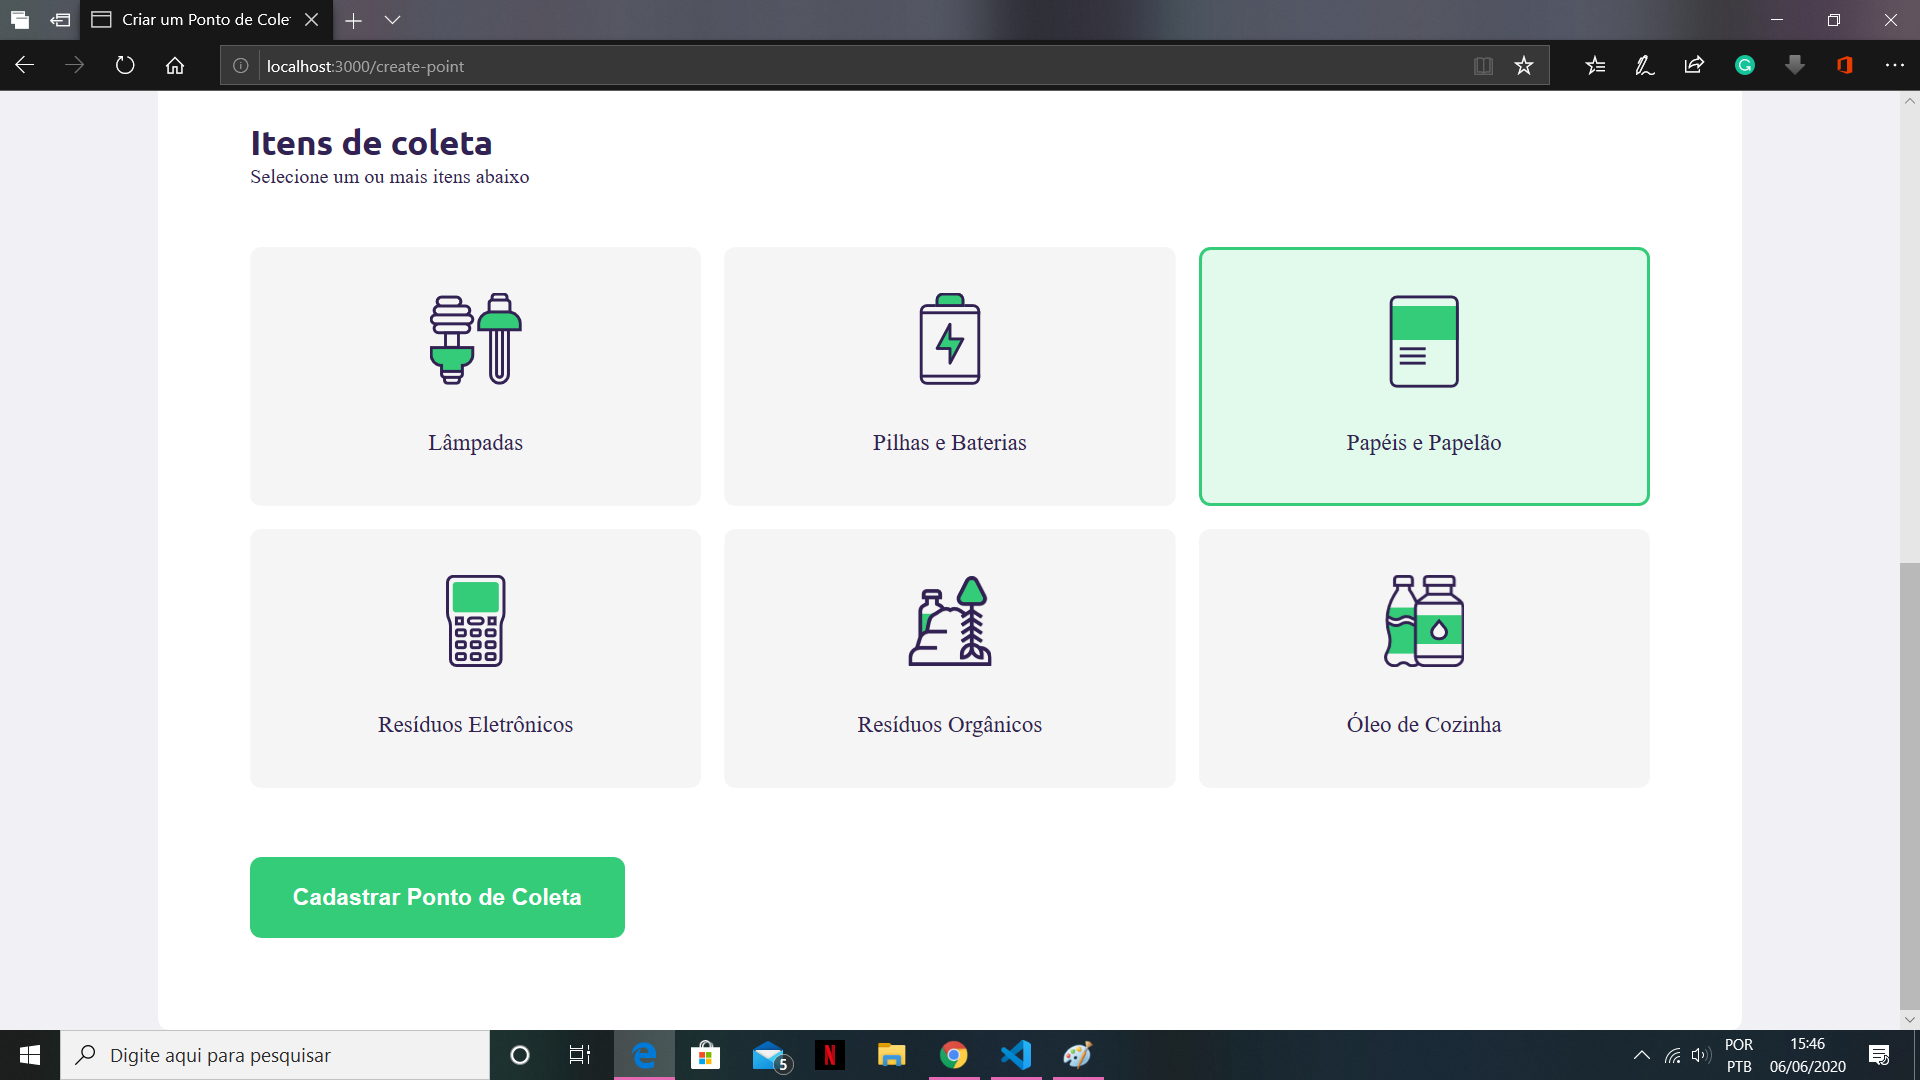 Criar um Ponto de Cole
localhost:3000/create-point
Itens de coleta
Selecione um ou mais itens abaixo
Lâmpadas
Pilhas e Baterias
Papéis e Papelão
Resíduos Eletrônicos
Resíduos Orgânicos
Óleo de Cozinha
Cadastrar Ponto de Coleta
Digite aqui para pesquisar
5
N
POR
PTB
15:46
06/06/2020